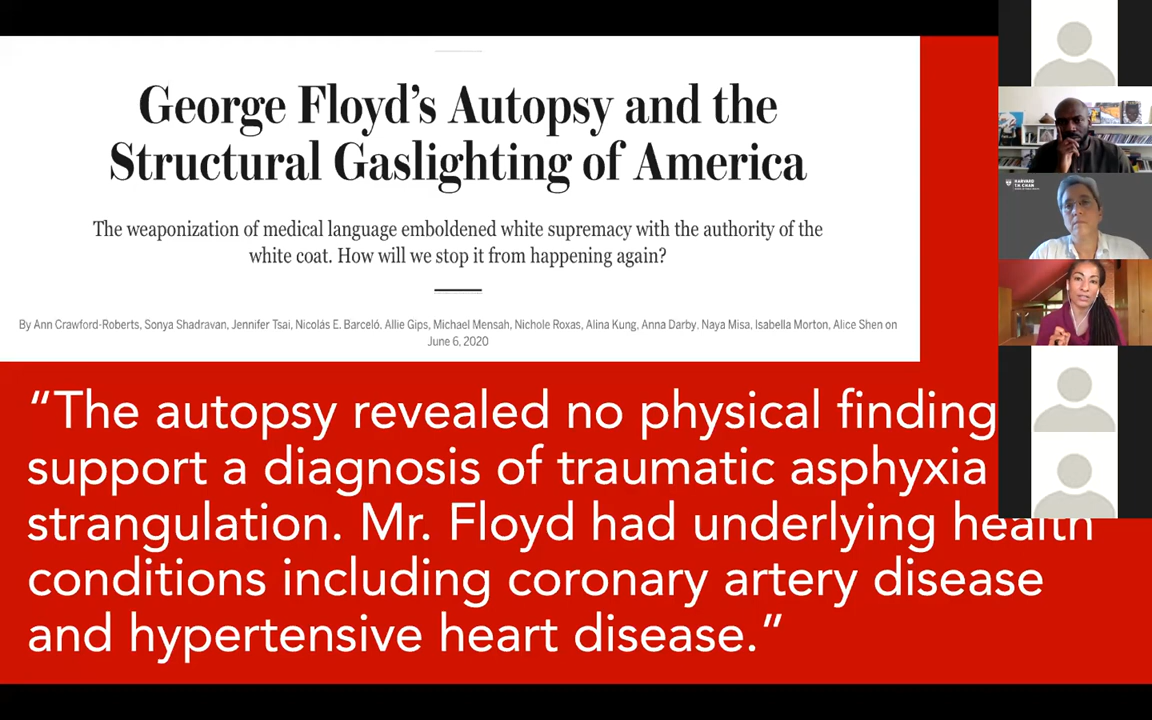 George Floyd’s Autopsy and the
Structural Gaslighting of America
The weaponization of medical language emboldened white supremacy with the authority of the
white coat. How will we stop it from happening again?
By Ann Crawford-Roberts, Sonya Shadravan, Jennifer Tsai, Nicolás E. Barceló, Allie Gips, Michael Mensah, Nichole Roxas, Alina Kung, Anna Darby, Naya Misa, Isabella Morton, Alice Shen on
June 6, 2020
“The autopsy revealed no physical finding
support a diagnosis of traumatic asphyxia
strangulation. Mr. Floyd had underlying health
conditions including coronary artery disease
and hypertensive heart disease.”
HARVARD
T.H. CHAN